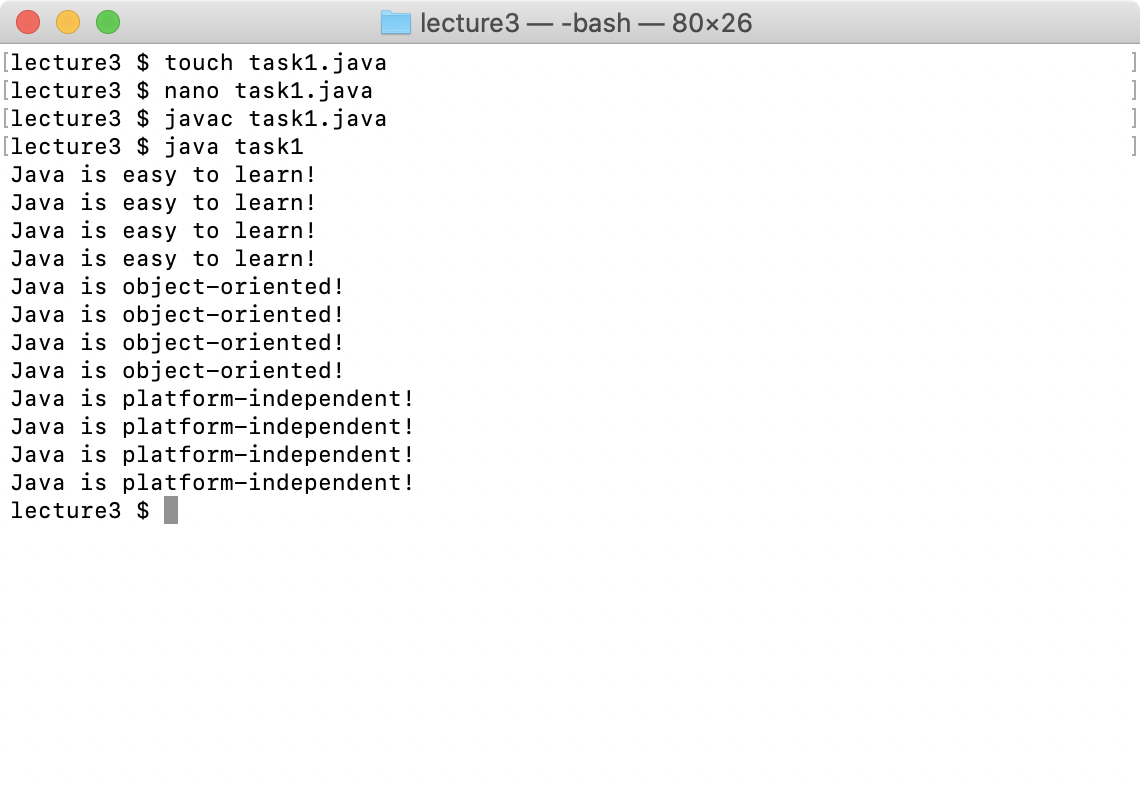 lecture3 — -bash — 80×26
[lecture3 $ touch task1.java ]
[lecture3 $ nano task1.java ]
[lecture3 $ javac task1.java ]
[lecture3 $ java task1 ]
Java is easy to learn!
Java is easy to learn!
Java is easy to learn!
Java is easy to learn!
Java is object-oriented!
Java is object-oriented!
Java is object-oriented!
Java is object-oriented!
Java is platform-independent!
Java is platform-independent!
Java is platform-independent!
Java is platform-independent!
lecture3 $